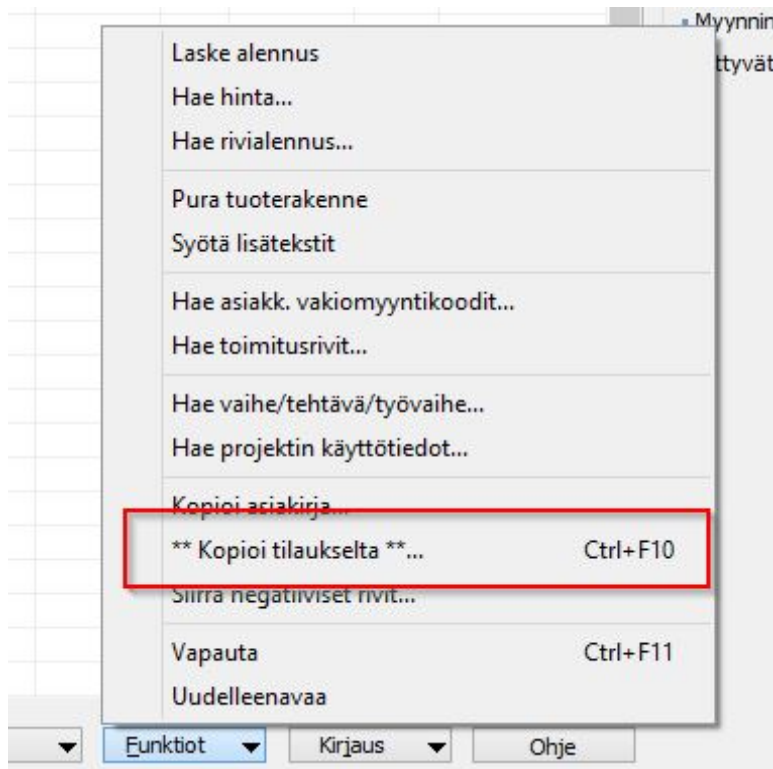 Myynnin
Laske alennus
ttyvät
Hae hinta...
Hae rivialennus...
Pura tuoterakenne
Syötä lisätekstit
Hae asiakk. vakiomyyntikoodit...
Hae toimitusrivit...
Hae vaihe/tehtävä/työvaihe...
Hae projektin käyttötiedot...
Kopioi asiakirja...
** Kopioi tilaukselta **... Ctrl+F10
Siirrä negatiiviset rivit...
Vapauta Ctrl+F11
Uudelleenavaa
Funktiot Kirjaus Ohje